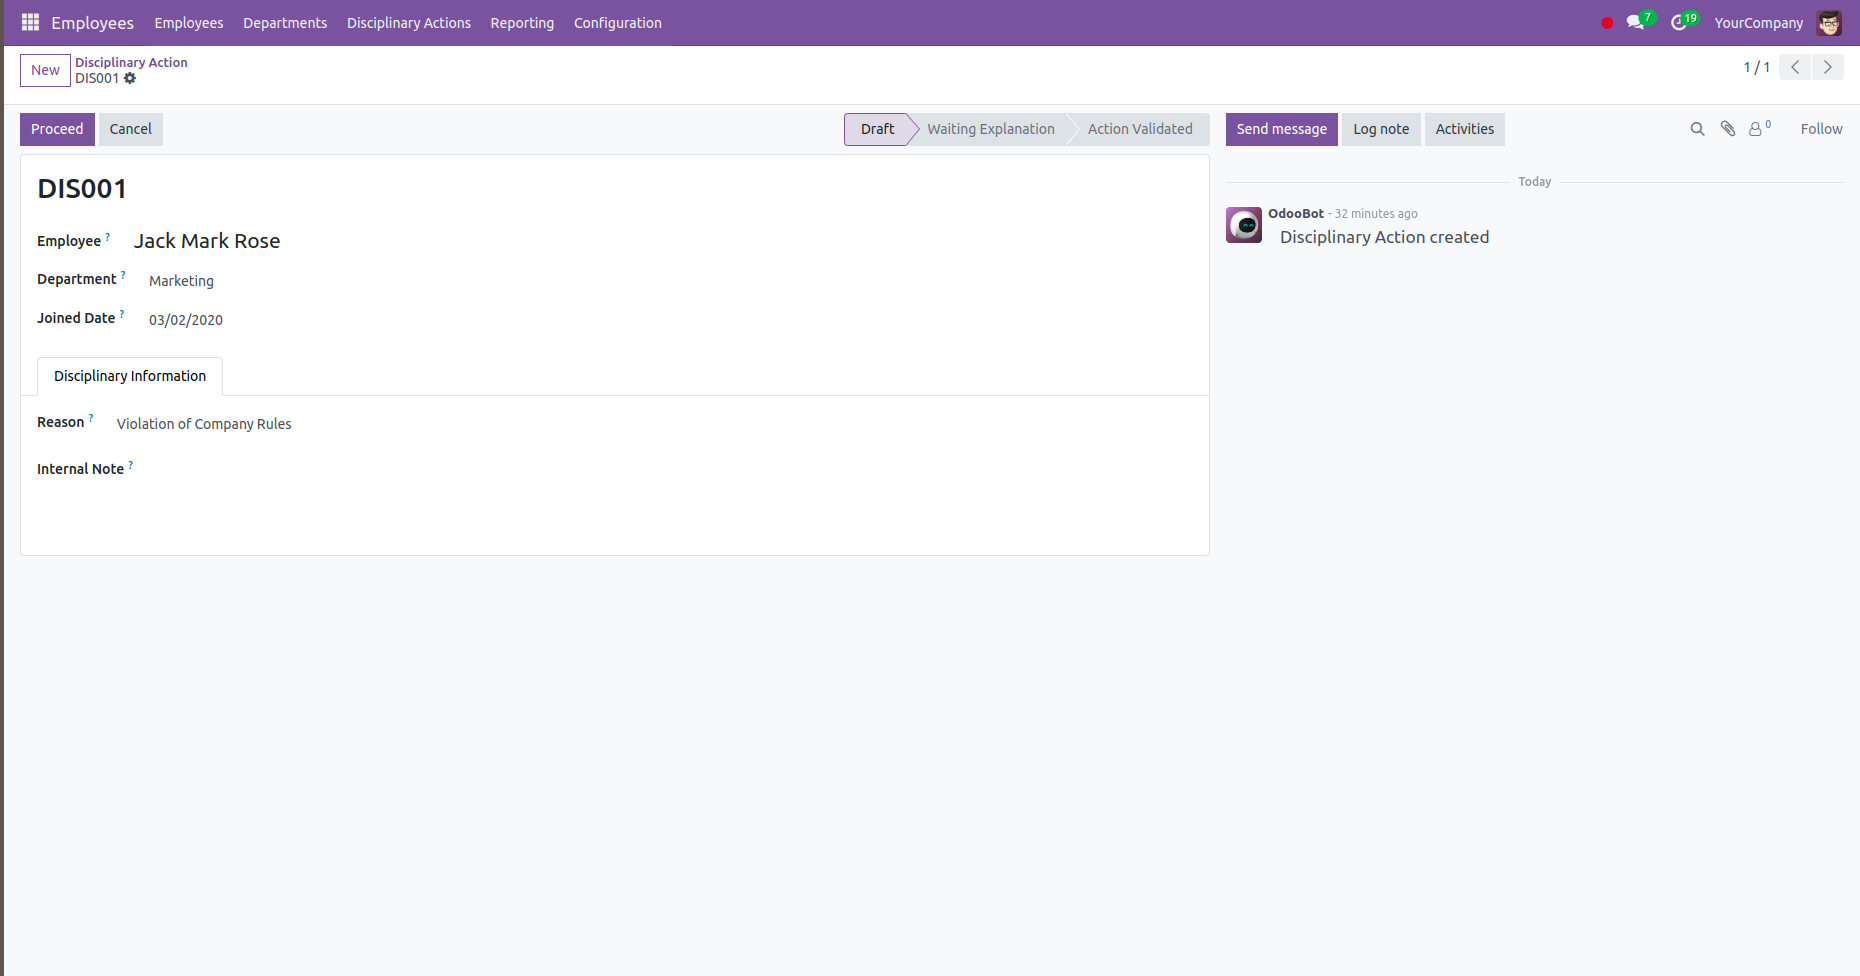 Employees Employees Departments Disciplinary Actions Reporting Configuration 7 19 YourCompany
New Disciplinary Action
DIS001
1 / 1
Proceed Cancel Draft Waiting Explanation Action Validated Send message Log note Activities 0 Follow
DIS001
Today
Employee ? Jack Mark Rose
OdooBot - 32 minutes ago
Disciplinary Action created
Department ? Marketing
Joined Date ? 03/02/2020
Disciplinary Information
Reason ? Violation of Company Rules
Internal Note ?